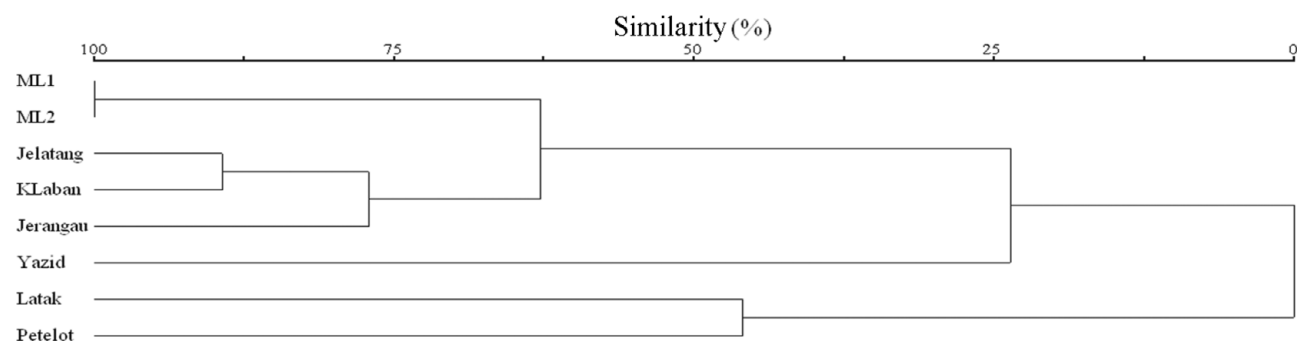 Similarity (%)
100 75 50 25 0
ML1
ML2
Jelatang
KLaban
Jerangau
Yazid
Latak
Petelot